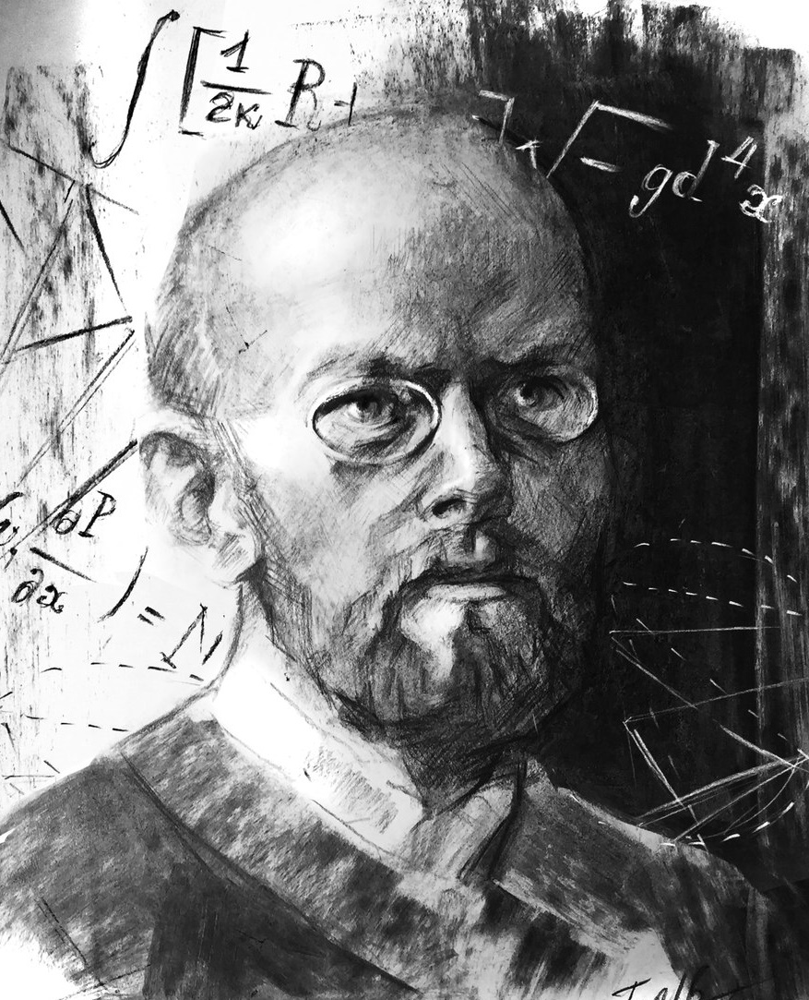 ∫ [ 1/2κ R + ] √-g d⁴x
∂P/∂x ) = N